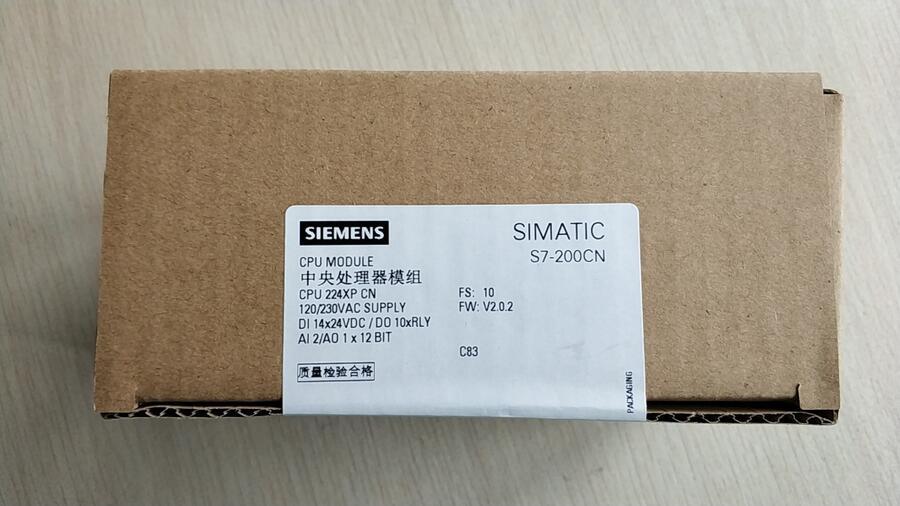 SIEMENS
SIMATIC
S7-200CN
CPU MODULE
中央处理器模组
CPU 224XP CN
120/230VAC SUPPLY
DI 14x24VDC / DO 10xRLY
AI 2/AO 1 x 12 BIT
FS: 10
FW: V2.0.2
C83
质量检验合格
PACKAGING